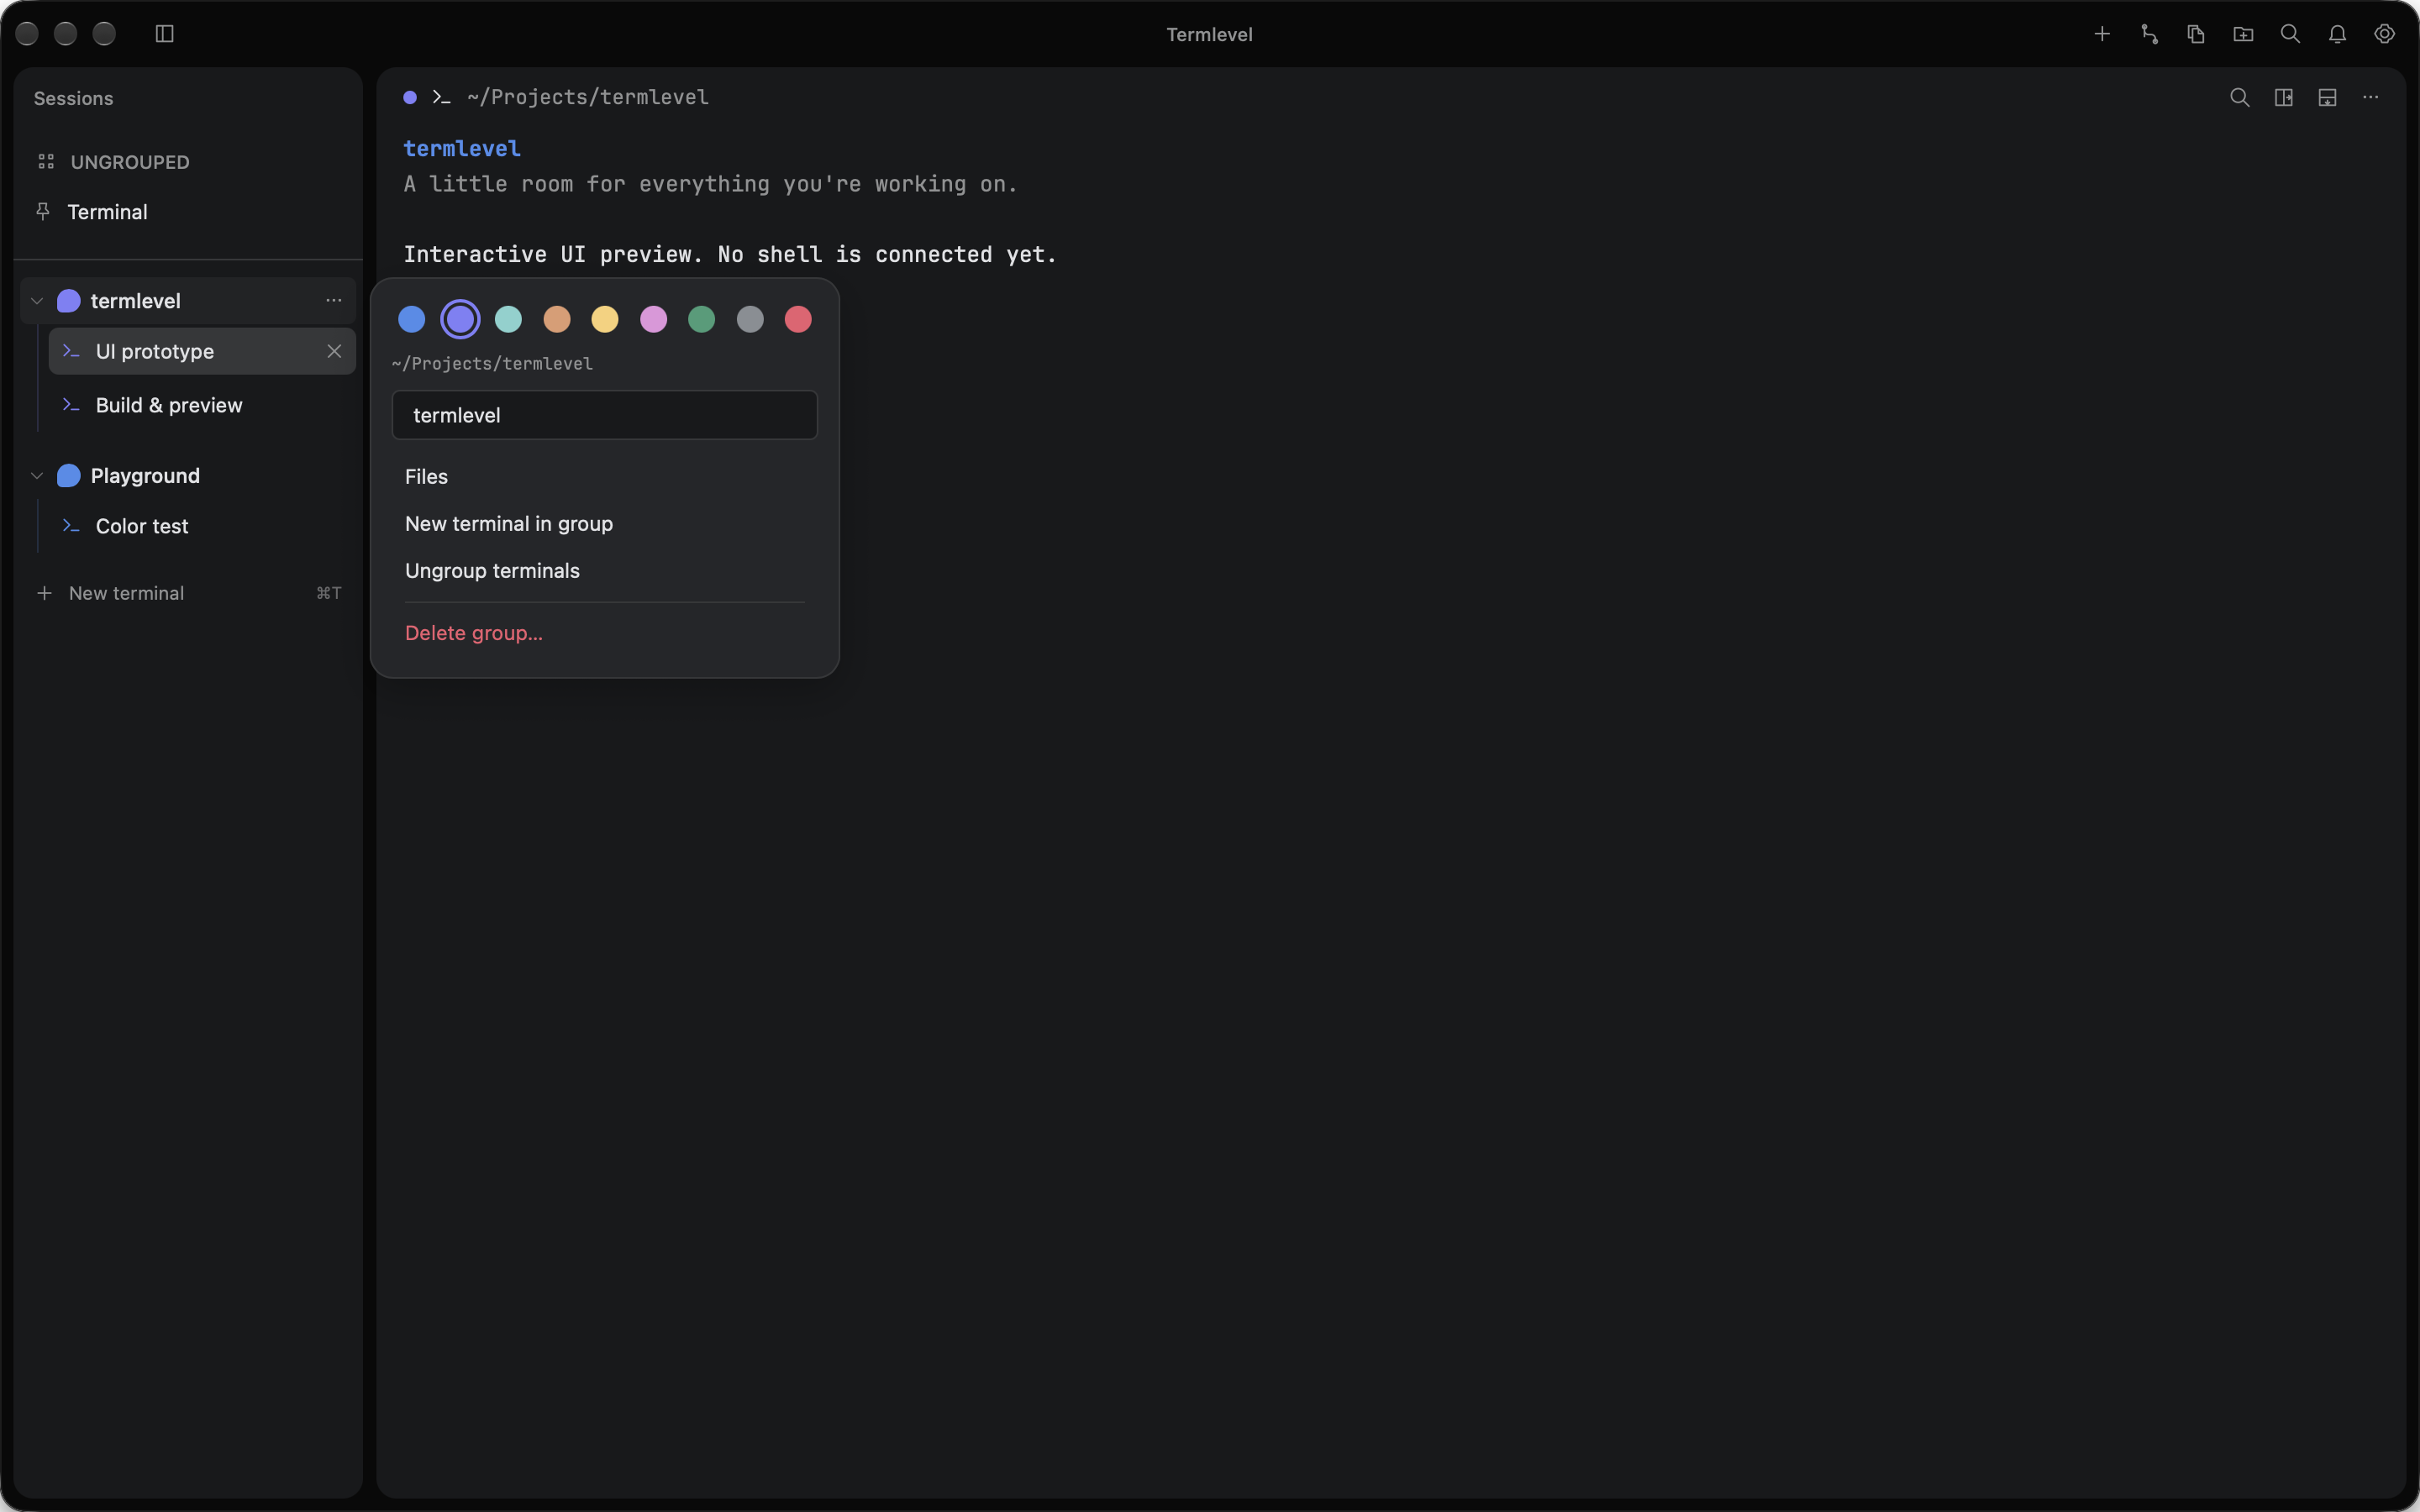 Termlevel
Sessions
UNGROUPED
Terminal
termlevel
UI prototype
Build & preview
Playground
Color test
New terminal ⌘T
~/Projects/termlevel
termlevel
A little room for everything you're working on.
Interactive UI preview. No shell is connected yet.
~/Projects/termlevel
termlevel
Files
New terminal in group
Ungroup terminals
Delete group...